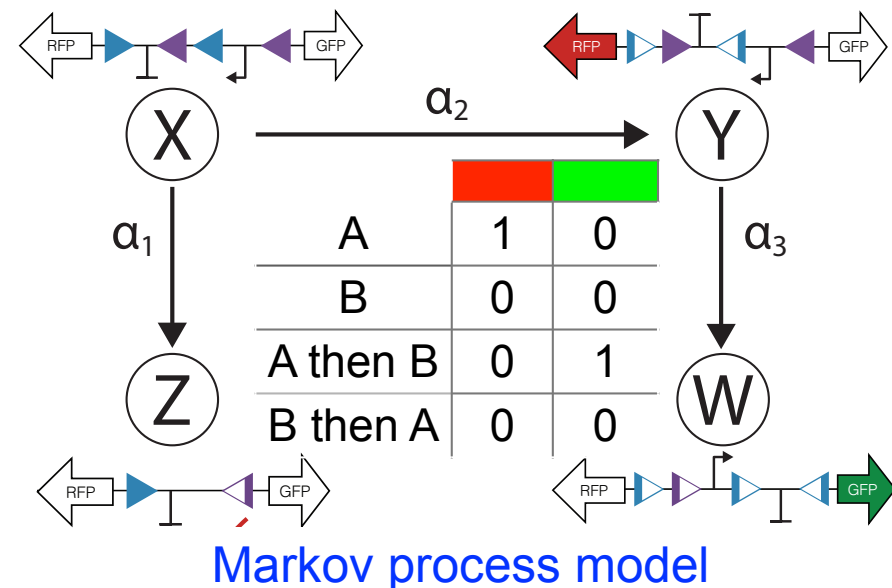 RFP GFP RFP GFP
X α2 Y
α1 α3
A 1 0
B 0 0
A then B 0 1
B then A 0 0
Z W
RFP GFP RFP GFP
Markov process model